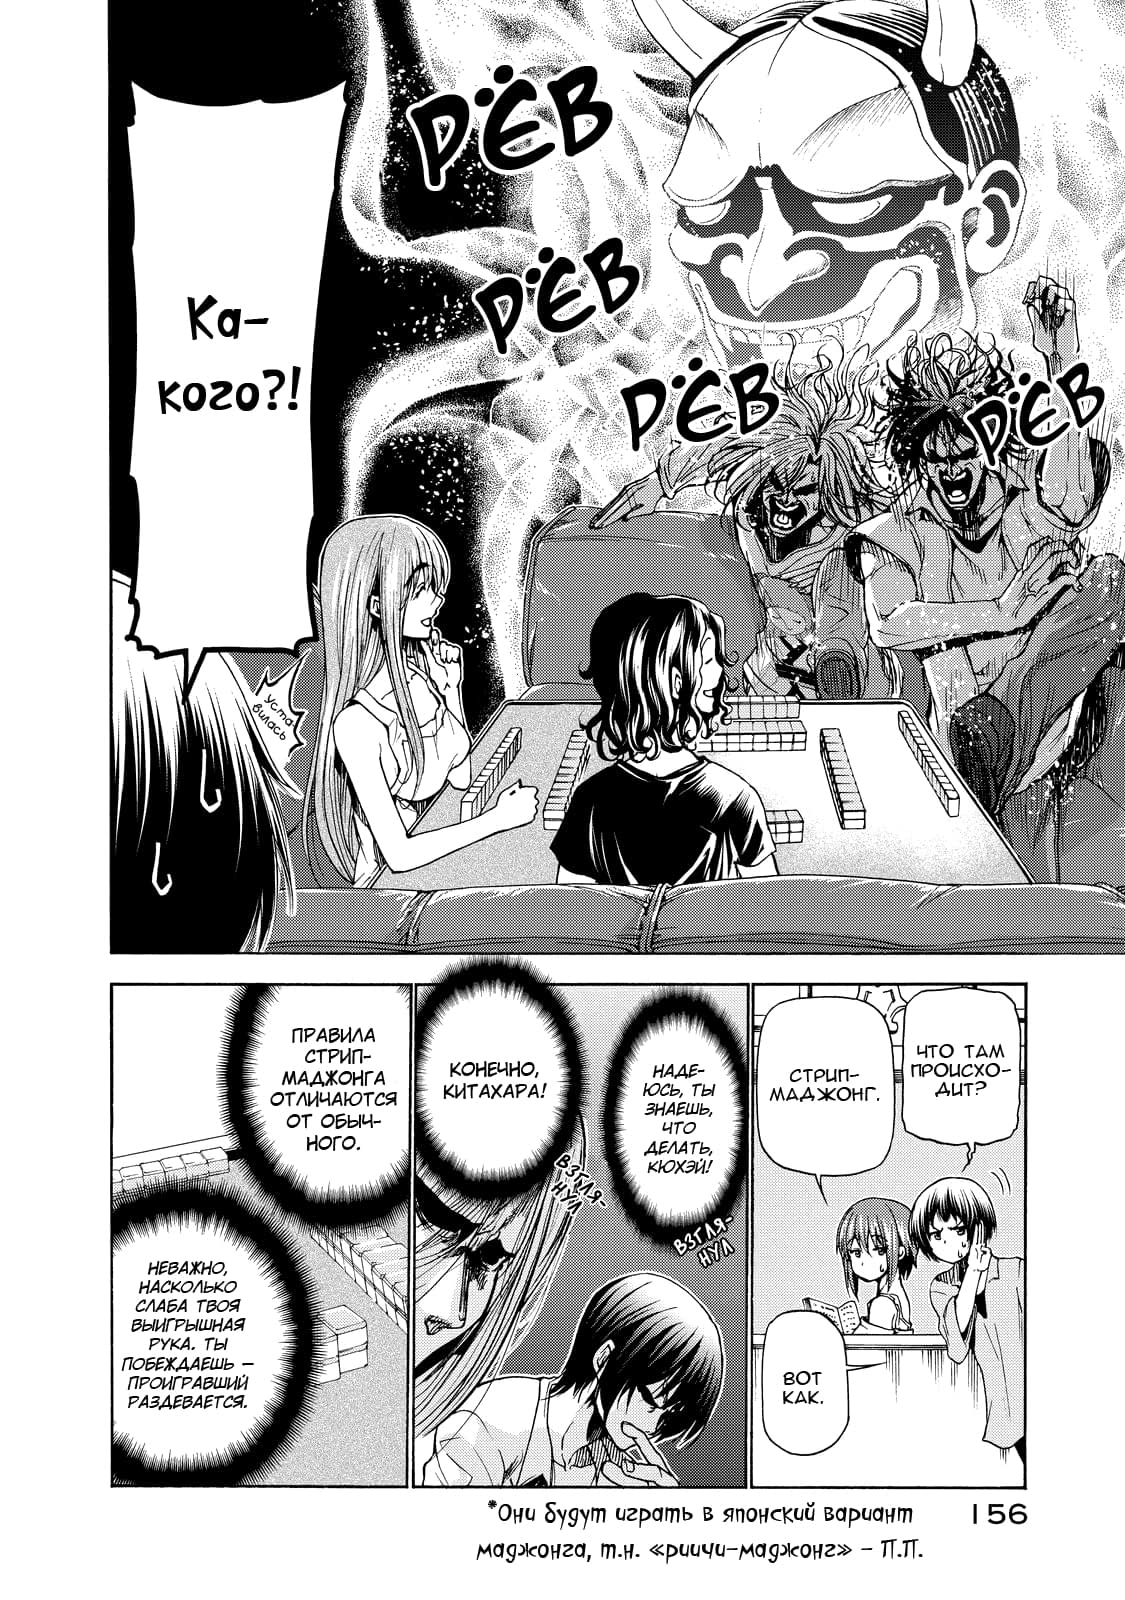 РЁВ
РЁВ
РЁВ
РЁВ
Ка-
кого?!
Уста
вилась
ЧТО ТАМ
ПРОИСХО-
ДИТ?
СТРИП-
МАДЖОНГ.
ВОТ
КАК.
НАДЕ-
ЮСЬ, ТЫ
ЗНАЕШЬ,
ЧТО
ДЕЛАТЬ,
КЮХЭЙ!
ВЗГЛЯ-
НУЛ
КОНЕЧНО,
КИТАХАРА!
ВЗГЛЯ-
НУЛ
ПРАВИЛА
СТРИП-
МАДЖОНГА
ОТЛИЧАЮТСЯ
ОТ ОБЫЧ-
НОГО.
НЕВАЖНО,
НАСКОЛЬКО
СЛАБА ТВОЯ
ВЫИГРЫШНАЯ
РУКА. ТЫ
ПОБЕЖДАЕШЬ –
ПРОИГРАВШИЙ
РАЗДЕВАЕТСЯ.
*Они будут играть в японский вариант
маджонга, т.н. «риичи-маджонг» - П.П.
156